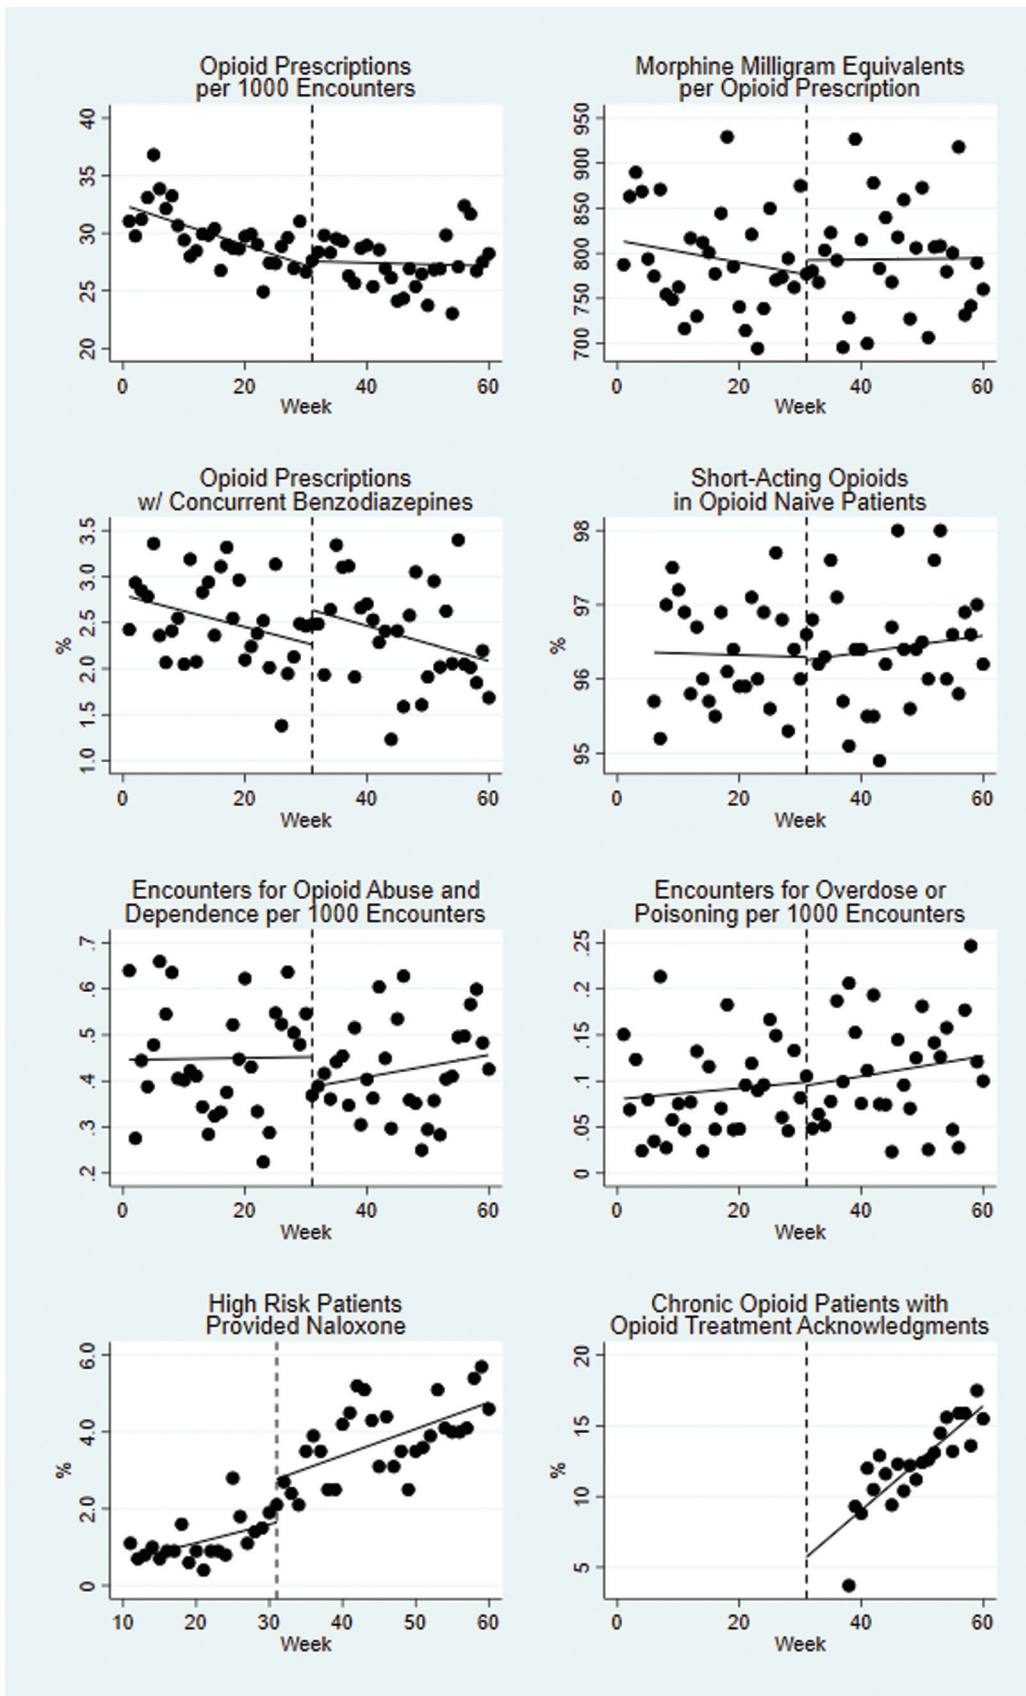 Opioid Prescriptions
per 1000 Encounters
40
35
30
25
20
0 20 40 60
Week
Morphine Milligram Equivalents
per Opioid Prescription
950
900
850
800
750
700
0 20 40 60
Week
Opioid Prescriptions
w/ Concurrent Benzodiazepines
%
3.5
3.0
2.5
2.0
1.5
1.0
0 20 40 60
Week
Short-Acting Opioids
in Opioid Naive Patients
%
98
97
96
95
0 20 40 60
Week
Encounters for Opioid Abuse and
Dependence per 1000 Encounters
.7
.6
.5
.4
.3
.2
0 20 40 60
Week
Encounters for Overdose or
Poisoning per 1000 Encounters
.25
.2
.15
.1
.05
0
0 20 40 60
Week
High Risk Patients
Provided Naloxone
%
6.0
4.0
2.0
0
10 20 30 40 50 60
Week
Chronic Opioid Patients with
Opioid Treatment Acknowledgments
%
20
15
10
5
0 20 40 60
Week